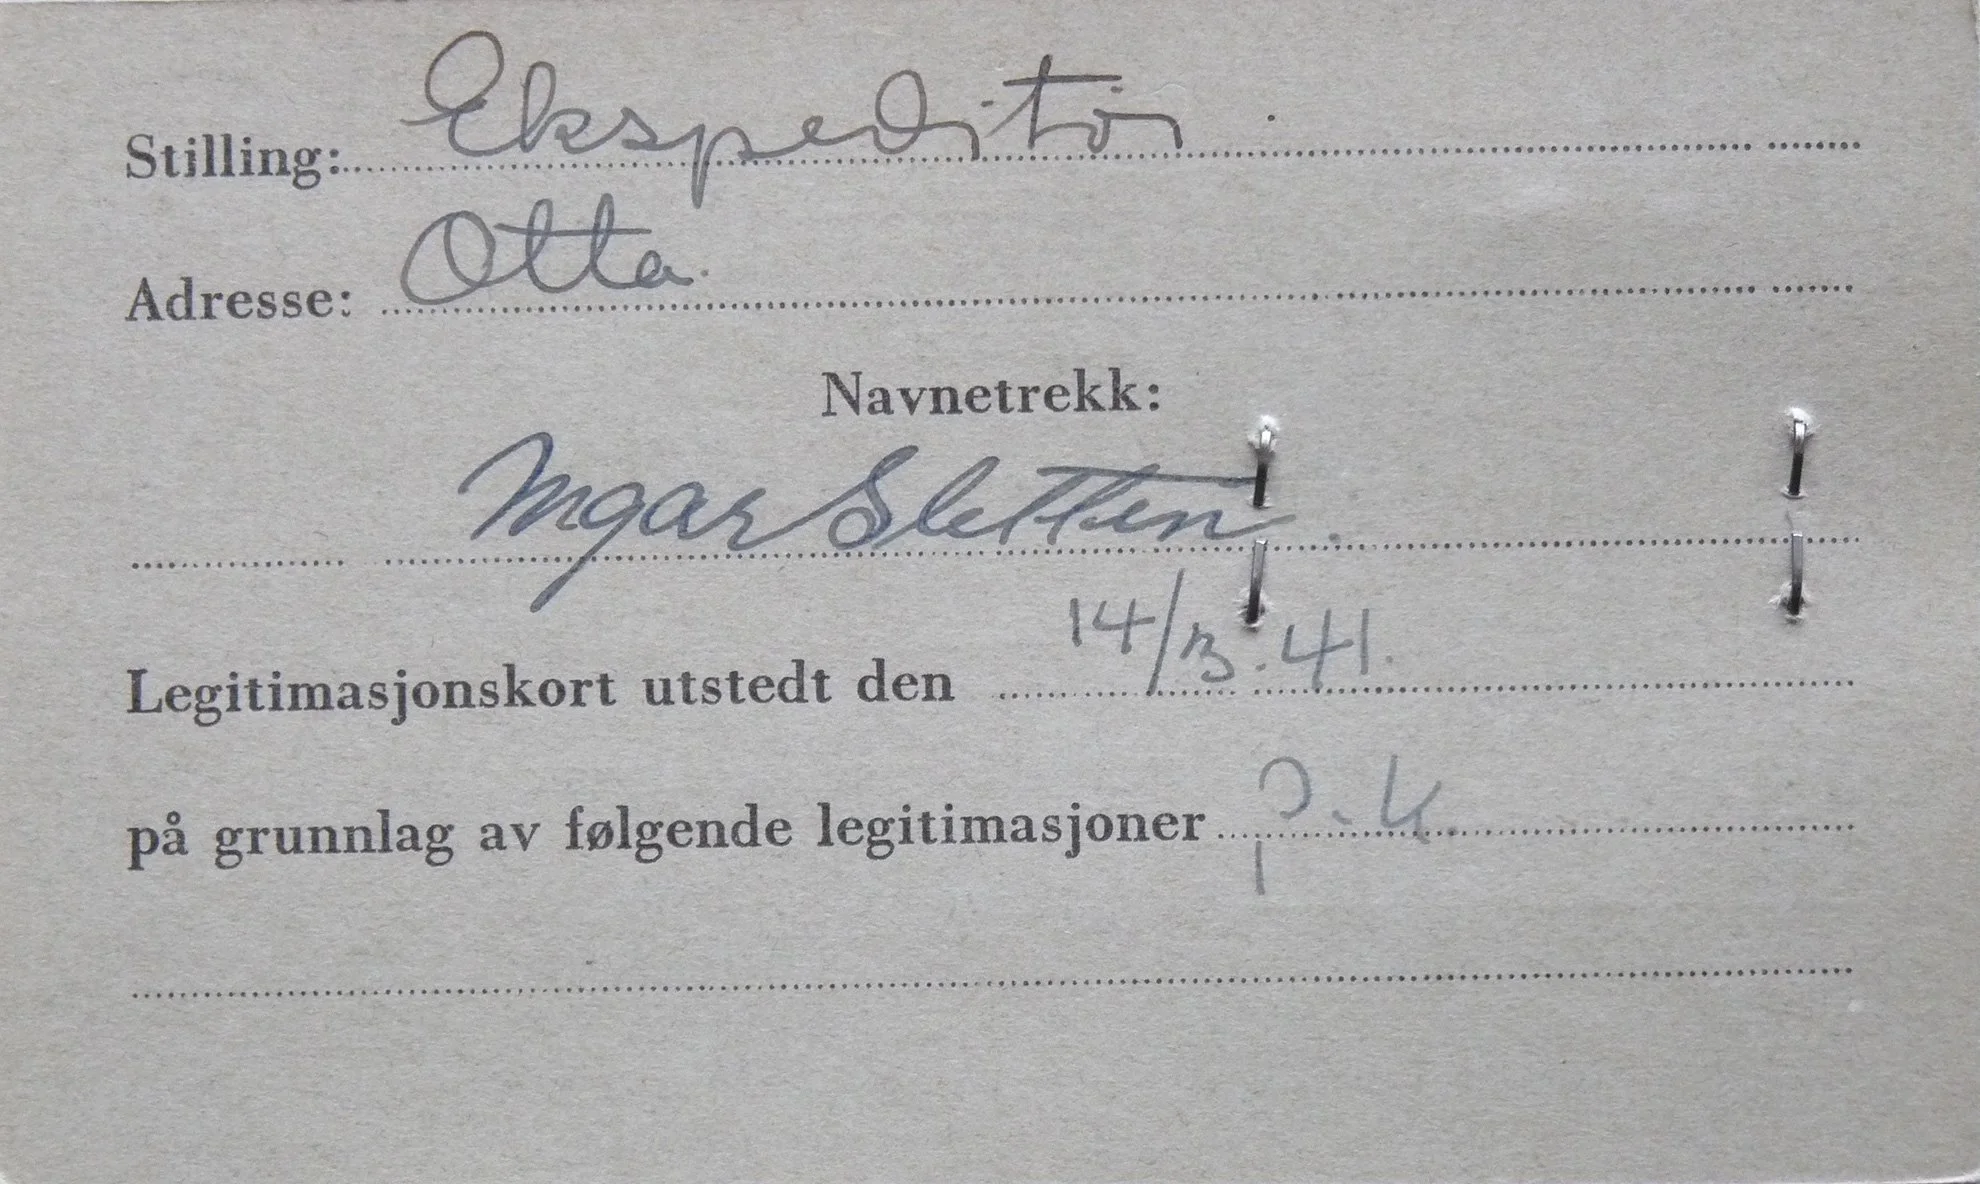 Stilling: Ekspeditør.
Adresse: Otta.
Navnetrekk:
Ingar Sletten.
Legitimasjonskort utstedt den 14/3.41.
på grunnlag av følgende legitimasjoner p.k.